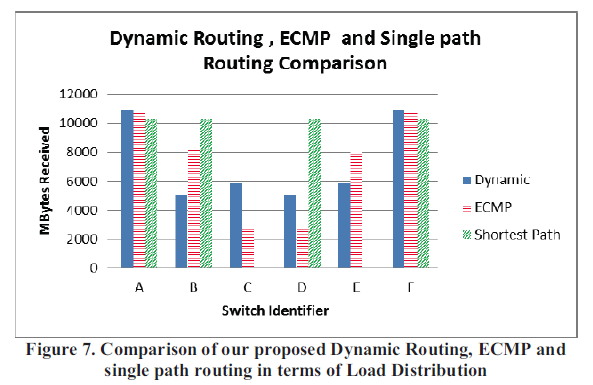 Dynamic Routing , ECMP and Single path
Routing Comparison
12000
10000
8000
6000
4000
2000
0
MBytes Received
A B C D E F
Switch Identifier
Dynamic
ECMP
Shortest Path
Figure 7. Comparison of our proposed Dynamic Routing, ECMP and
single path routing in terms of Load Distribution